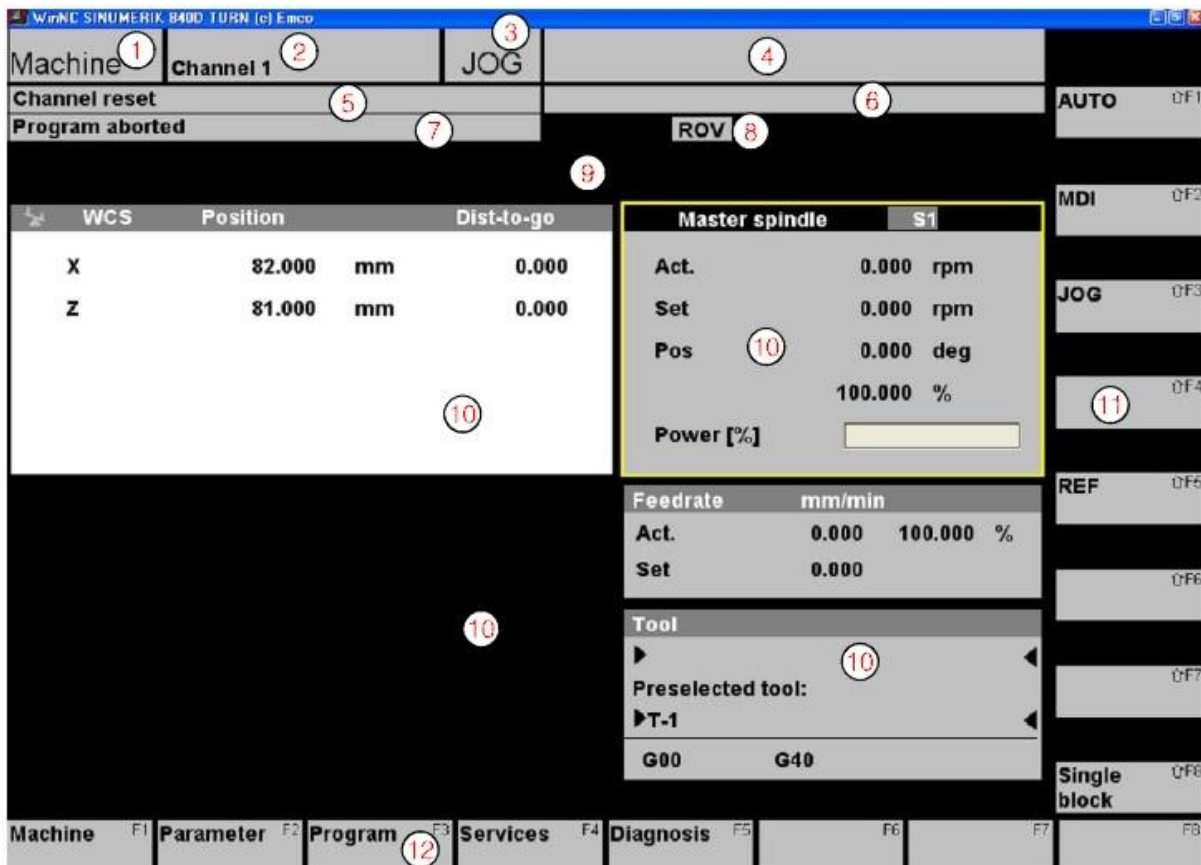 WinNC SINUMERIK 840D TURN (c) Emco
Machine 1 Channel 1 2 JOG 3 4
Channel reset 5 6
Program aborted 7 ROV 8
9
AUTO ⇧F1
MDI ⇧F2
JOG ⇧F3
11 ⇧F4
REF ⇧F5
⇧F6
⇧F7
Single block ⇧F8
WCS Position Dist-to-go
X 82.000 mm 0.000
Z 81.000 mm 0.000
10
10
Master spindle S1
Act. 0.000 rpm
Set 0.000 rpm
Pos 10 0.000 deg
100.000 %
Power [%]
Feedrate mm/min
Act. 0.000 100.000 %
Set 0.000
Tool
10
Preselected tool:
T-1
G00 G40
Machine F1 Parameter F2 Program 12 F3 Services F4 Diagnosis F5 F6 F7 F8